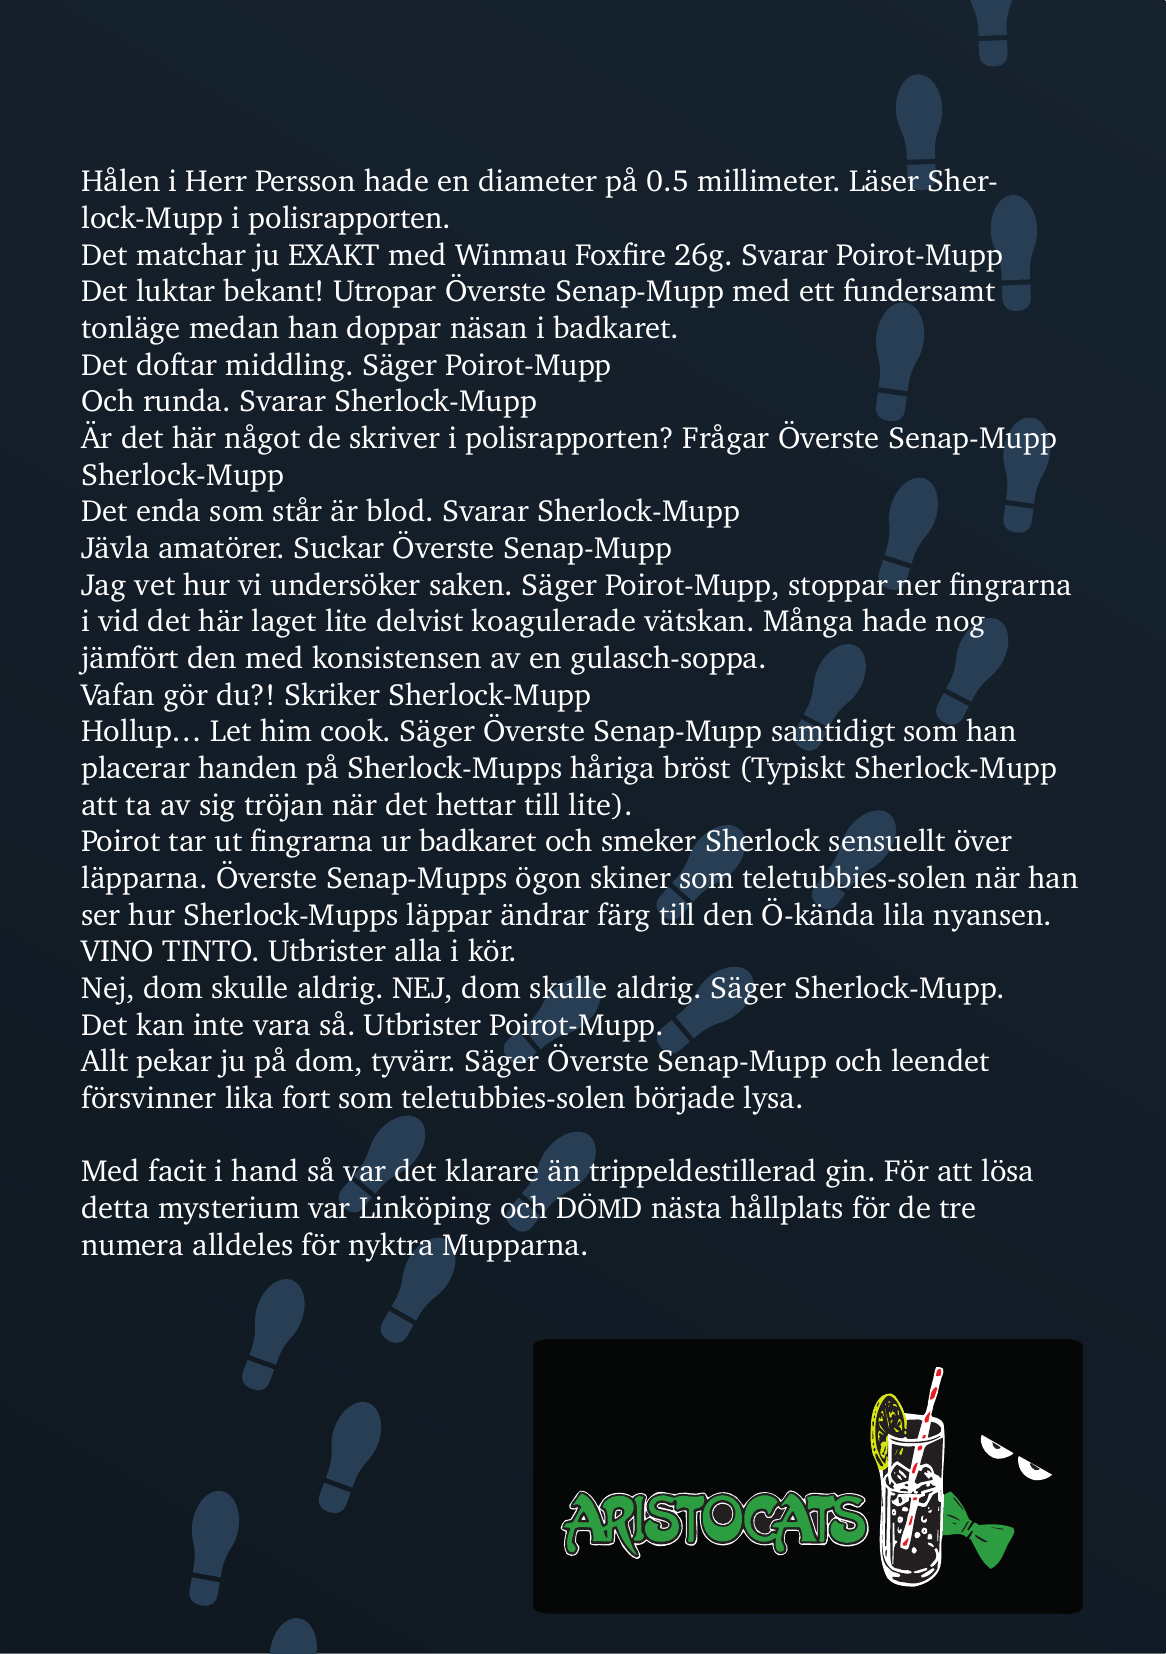 Hålen i Herr Persson hade en diameter på 0.5 millimeter. Läser Sher-
lock-Mupp i polisrapporten.
Det matchar ju EXAKT med Winmau Foxfire 26g. Svarar Poirot-Mupp
Det luktar bekant! Utropar Överste Senap-Mupp med ett fundersamt
tonläge medan han doppar näsan i badkaret.
Det doftar middling. Säger Poirot-Mupp
Och runda. Svarar Sherlock-Mupp
Är det här något de skriver i polisrapporten? Frågar Överste Senap-Mupp
Sherlock-Mupp
Det enda som står är blod. Svarar Sherlock-Mupp
Jävla amatörer. Suckar Överste Senap-Mupp
Jag vet hur vi undersöker saken. Säger Poirot-Mupp, stoppar ner fingrarna
i vid det här laget lite delvist koagulerade vätskan. Många hade nog
jämfört den med konsistensen av en gulasch-soppa.
Vafan gör du?! Skriker Sherlock-Mupp
Hollup… Let him cook. Säger Överste Senap-Mupp samtidigt som han
placerar handen på Sherlock-Mupps håriga bröst (Typiskt Sherlock-Mupp
att ta av sig tröjan när det hettar till lite).
Poirot tar ut fingrarna ur badkaret och smeker Sherlock sensuellt över
läpparna. Överste Senap-Mupps ögon skiner som teletubbies-solen när han
ser hur Sherlock-Mupps läppar ändrar färg till den Ö-kända lila nyansen.
VINO TINTO. Utbrister alla i kör.
Nej, dom skulle aldrig. NEJ, dom skulle aldrig. Säger Sherlock-Mupp.
Det kan inte vara så. Utbrister Poirot-Mupp.
Allt pekar ju på dom, tyvärr. Säger Överste Senap-Mupp och leendet
försvinner lika fort som teletubbies-solen började lysa.
Med facit i hand så var det klarare än trippeldestillerad gin. För att lösa
detta mysterium var Linköping och DÖMD nästa hållplats för de tre
numera alldeles för nyktra Mupparna.
ARISTOCATS